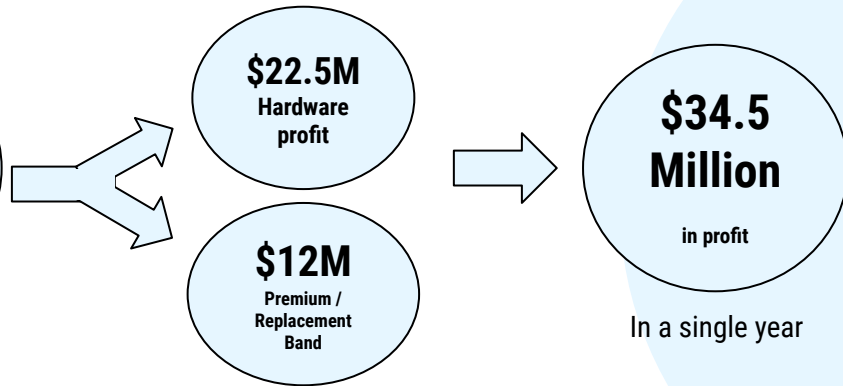 $22.5M
Hardware
profit
$12M
Premium /
Replacement
Band
$34.5
Million
in profit
In a single year